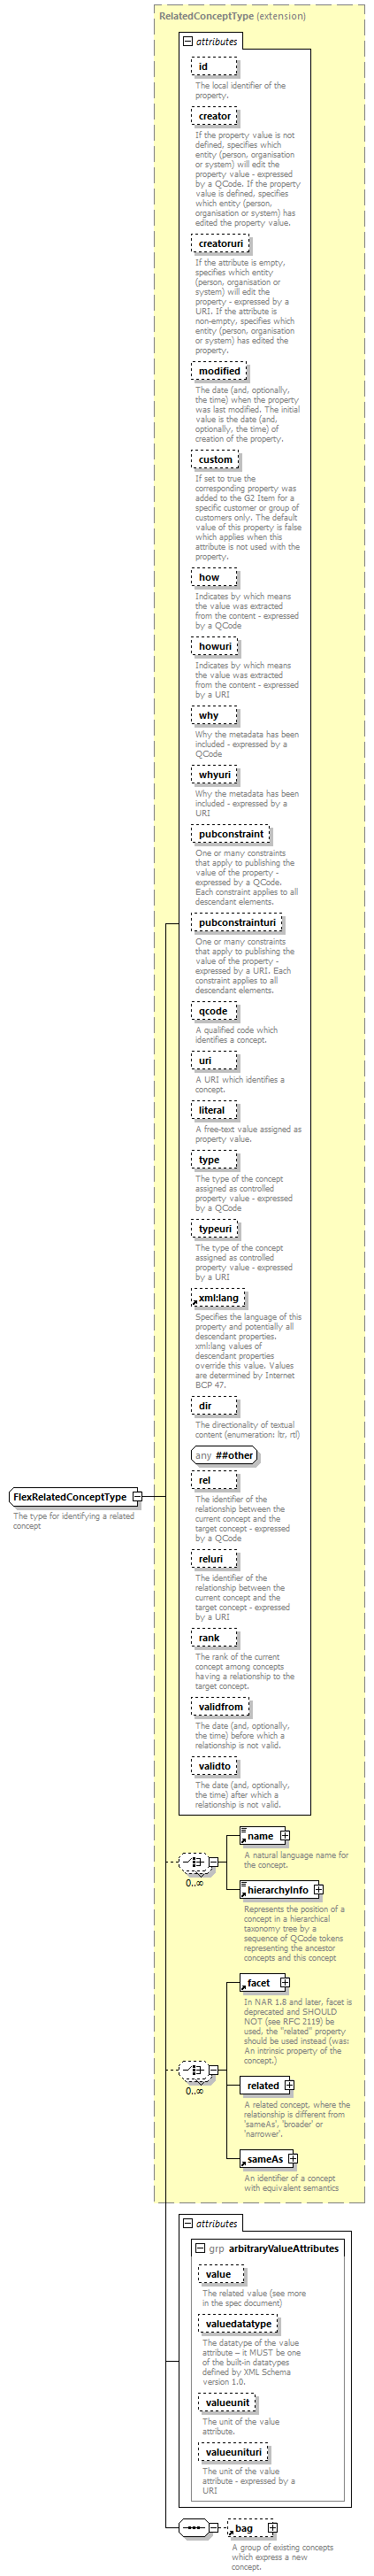 RelatedConceptType (extension)
attributes
id
The local identifier of the
property.
creator
If the property value is not
defined, specifies which
entity (person, organisation
or system) will edit the
property value - expressed
by a QCode. If the property
value is defined, specifies
which entity (person,
organisation or system) has
edited the property value.
creatoruri
If the attribute is empty,
specifies which entity
(person, organisation or
system) will edit the
property - expressed by a
URI. If the attribute is
non-empty, specifies which
entity (person, organisation
or system) has edited the
property.
modified
The date (and, optionally,
the time) when the property
was last modified. The initial
value is the date (and,
optionally, the time) of
creation of the property.
custom
If set to true the
corresponding property was
added to the G2 Item for a
specific customer or group of
customers only. The default
value of this property is false
which applies when this
attribute is not used with the
property.
how
Indicates by which means
the value was extracted
from the content - expressed
by a QCode
howuri
Indicates by which means
the value was extracted
from the content - expressed
by a URI
why
Why the metadata has been
included - expressed by a
QCode
whyuri
Why the metadata has been
included - expressed by a
URI
pubconstraint
One or many constraints
that apply to publishing the
value of the property -
expressed by a QCode.
Each constraint applies to all
descendant elements.
pubconstrainturi
One or many constraints
that apply to publishing the
value of the property -
expressed by a URI. Each
constraint applies to all
descendant elements.
qcode
A qualified code which
identifies a concept.
uri
A URI which identifies a
concept.
literal
A free-text value assigned as
property value.
type
The type of the concept
assigned as controlled
property value - expressed
by a QCode
typeuri
The type of the concept
assigned as controlled
property value - expressed
by a URI
xml:lang
Specifies the language of this
property and potentially all
descendant properties.
xml:lang values of
descendant properties
override this value. Values
are determined by Internet
BCP 47.
dir
The directionality of textual
content (enumeration: ltr, rtl)
any ##other
rel
The identifier of the
relationship between the
current concept and the
target concept - expressed
by a QCode
reluri
The identifier of the
relationship between the
current concept and the
target concept - expressed
by a URI
rank
The rank of the current
concept among concepts
having a relationship to the
target concept.
validfrom
The date (and, optionally,
the time) before which a
relationship is not valid.
validto
The date (and, optionally,
the time) after which a
relationship is not valid.
FlexRelatedConceptType
The type for identifying a related
concept
0..∞
name
A natural language name for
the concept.
hierarchyInfo
Represents the position of a
concept in a hierarchical
taxonomy tree by a
sequence of QCode tokens
representing the ancestor
concepts and this concept
0..∞
facet
In NAR 1.8 and later, facet is
deprecated and SHOULD
NOT (see RFC 2119) be
used, the "related" property
should be used instead (was:
An intrinsic property of the
concept.)
related
A related concept, where the
relationship is different from
'sameAs', 'broader' or
'narrower'.
sameAs
An identifier of a concept
with equivalent semantics
attributes
grp arbitraryValueAttributes
value
The related value (see more
in the spec document)
valuedatatype
The datatype of the value
attribute – it MUST be one
of the built-in datatypes
defined by XML Schema
version 1.0.
valueunit
The unit of the value
attribute.
valueunituri
The unit of the value
attribute - expressed by a
URI
bag
A group of existing concepts
which express a new
concept.